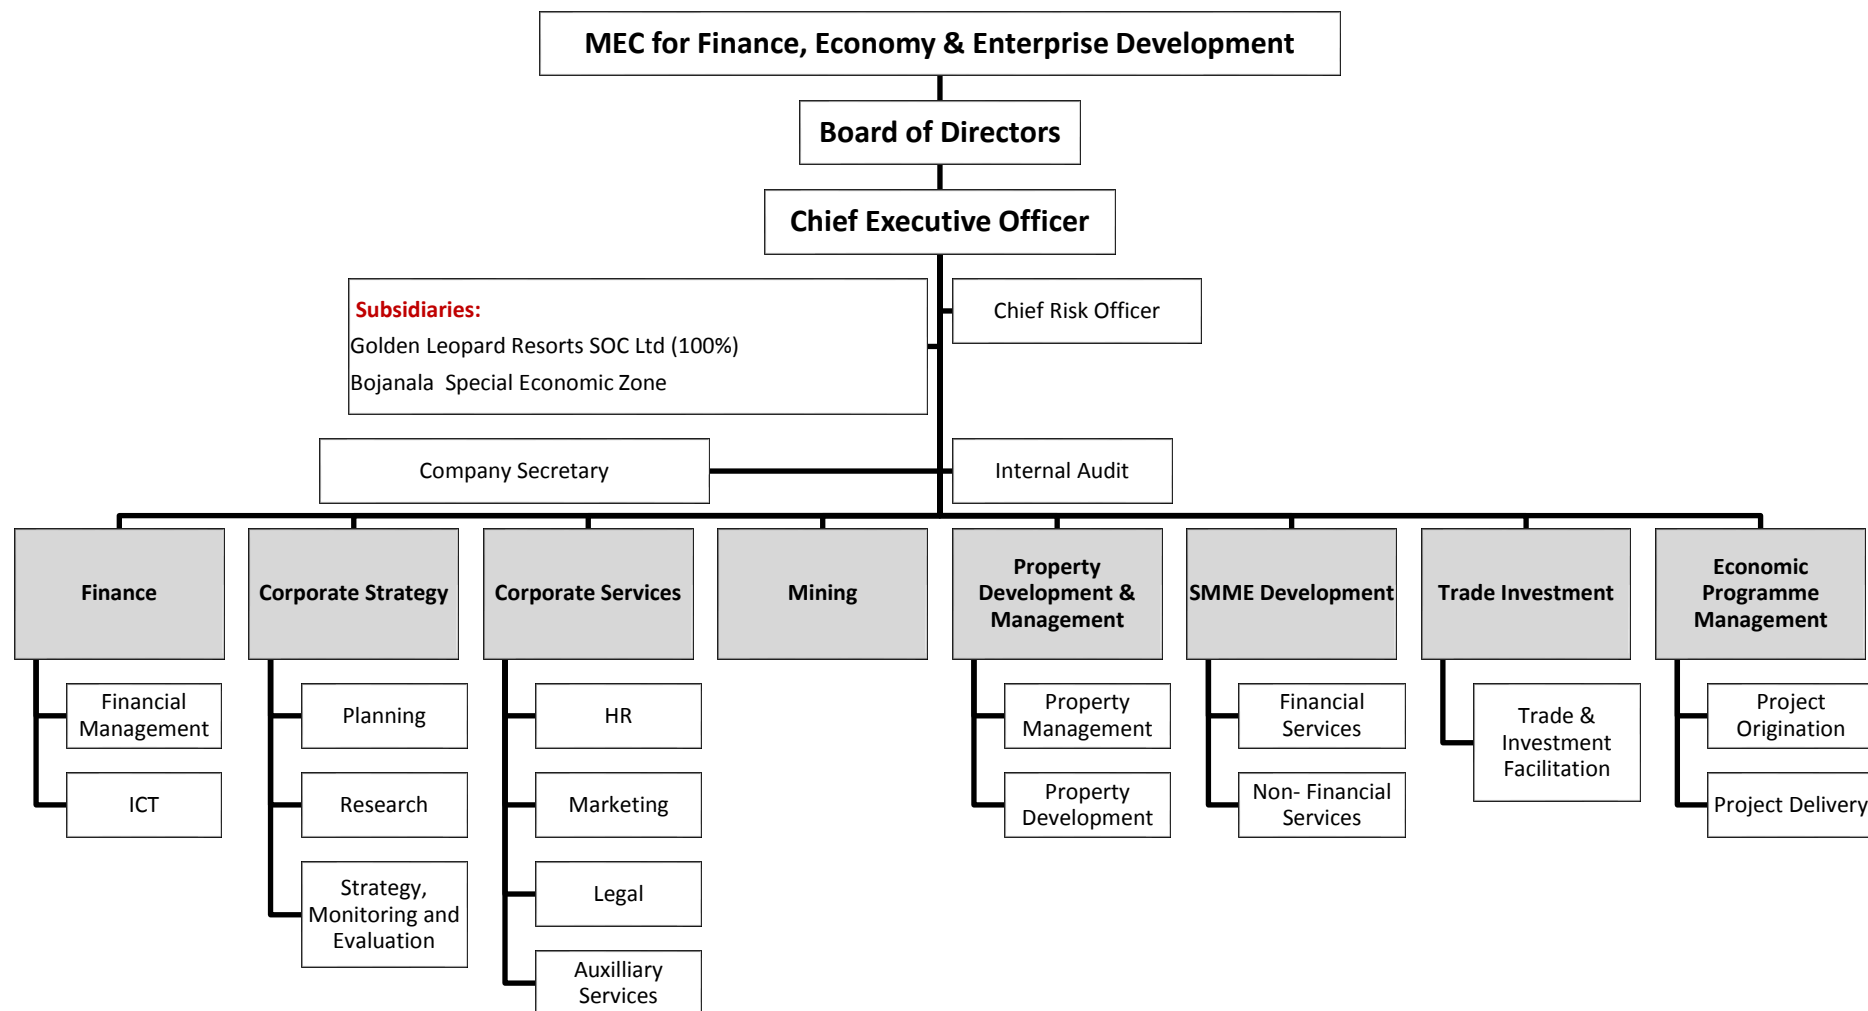 MEC for Finance, Economy & Enterprise Development
Board of Directors
Chief Executive Officer
Subsidiaries:
Golden Leopard Resorts SOC Ltd (100%)
Bojanala  Special Economic Zone
Chief Risk Officer
Company Secretary
Internal Audit
Finance
Corporate Strategy
Corporate Services
Mining
Property
Development &
Management
SMME Development
Trade Investment
Economic
Programme
Management
Financial
Management
ICT
Planning
Research
Strategy,
Monitoring and
Evaluation
HR
Marketing
Legal
Auxilliary
Services
Property
Management
Property
Development
Financial
Services
Non- Financial
Services
Trade &
Investment
Facilitation
Project
Origination
Project Delivery